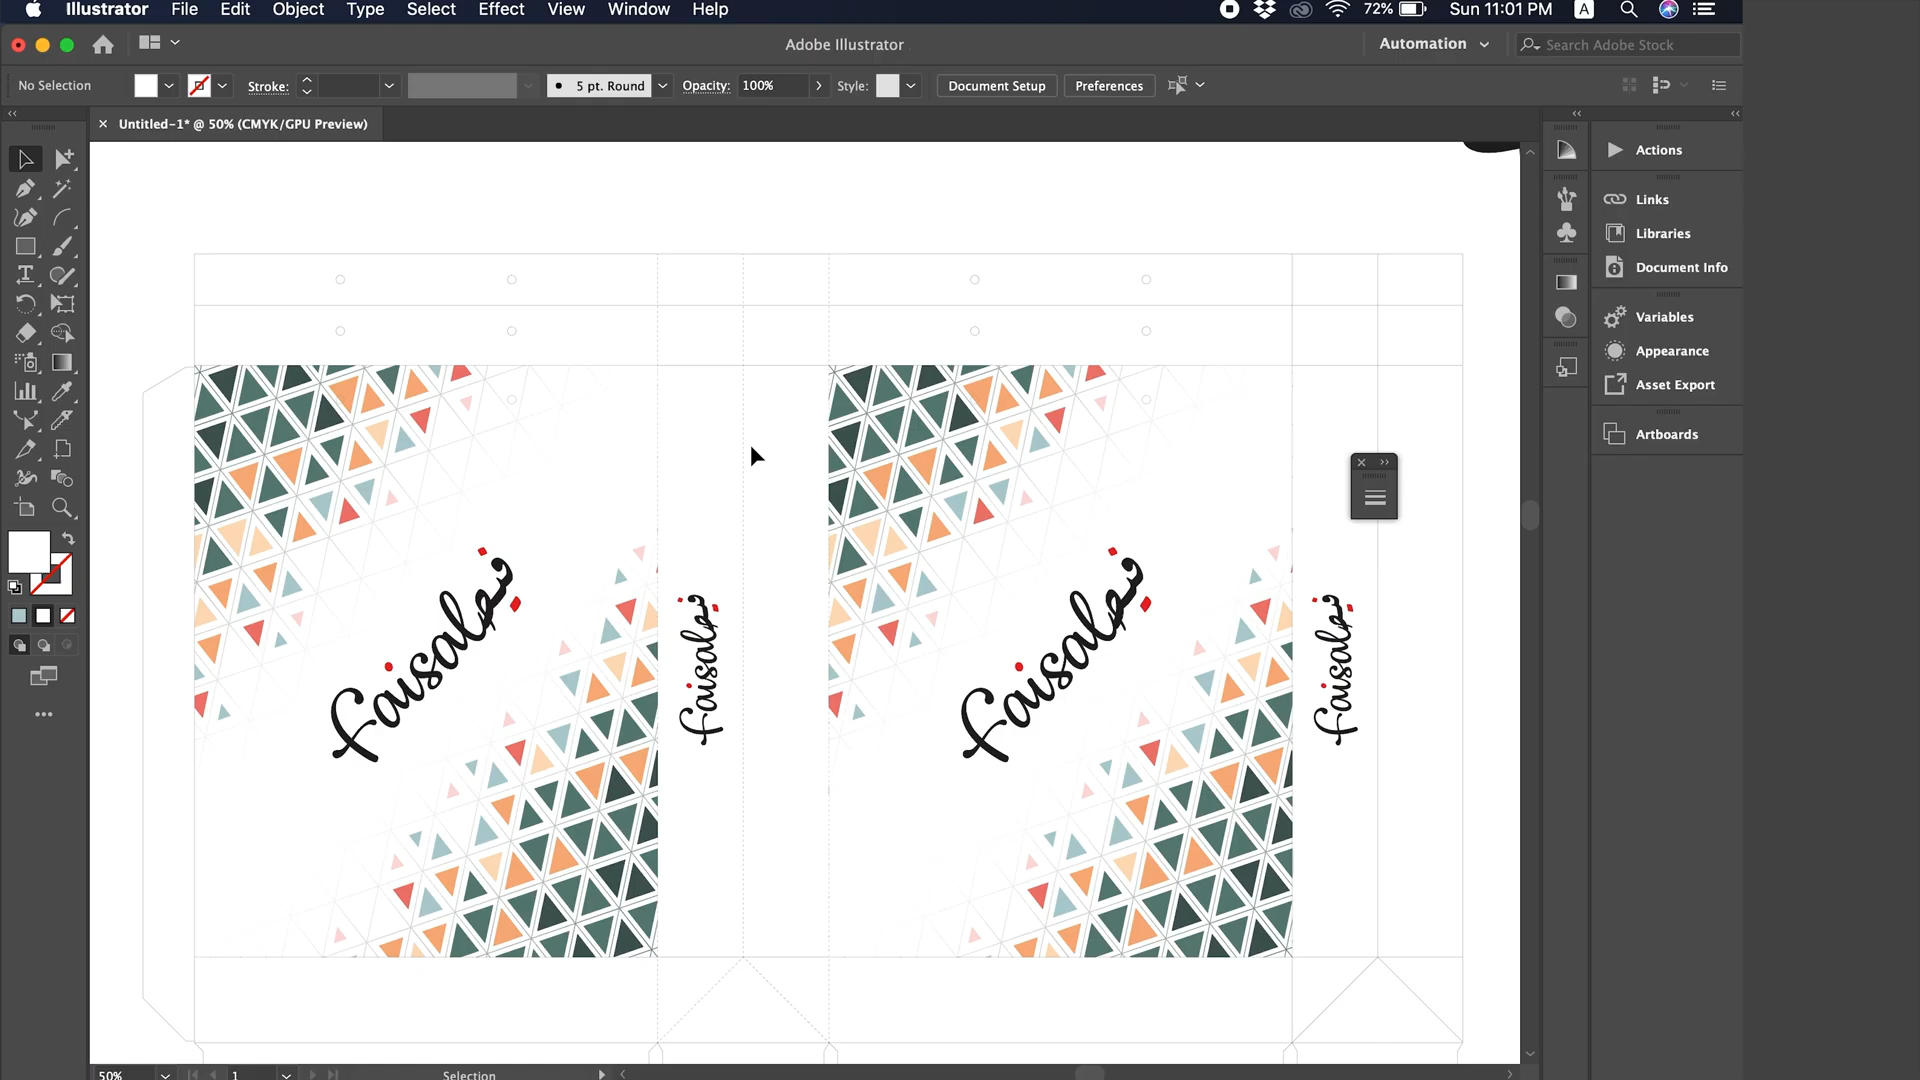 Illustrator File Edit Object Type Select Effect View Window Help 72% Sun 11:01 PM A
Adobe Illustrator Automation Search Adobe Stock
No Selection Stroke: 5 pt. Round Opacity: 100% Style: Document Setup Preferences
Untitled-1* @ 50% (CMYK/GPU Preview)
Actions
Links
Libraries
Document Info
Variables
Appearance
Asset Export
Artboards
faisal
faisal
faisal
faisal
50% 1 Selection